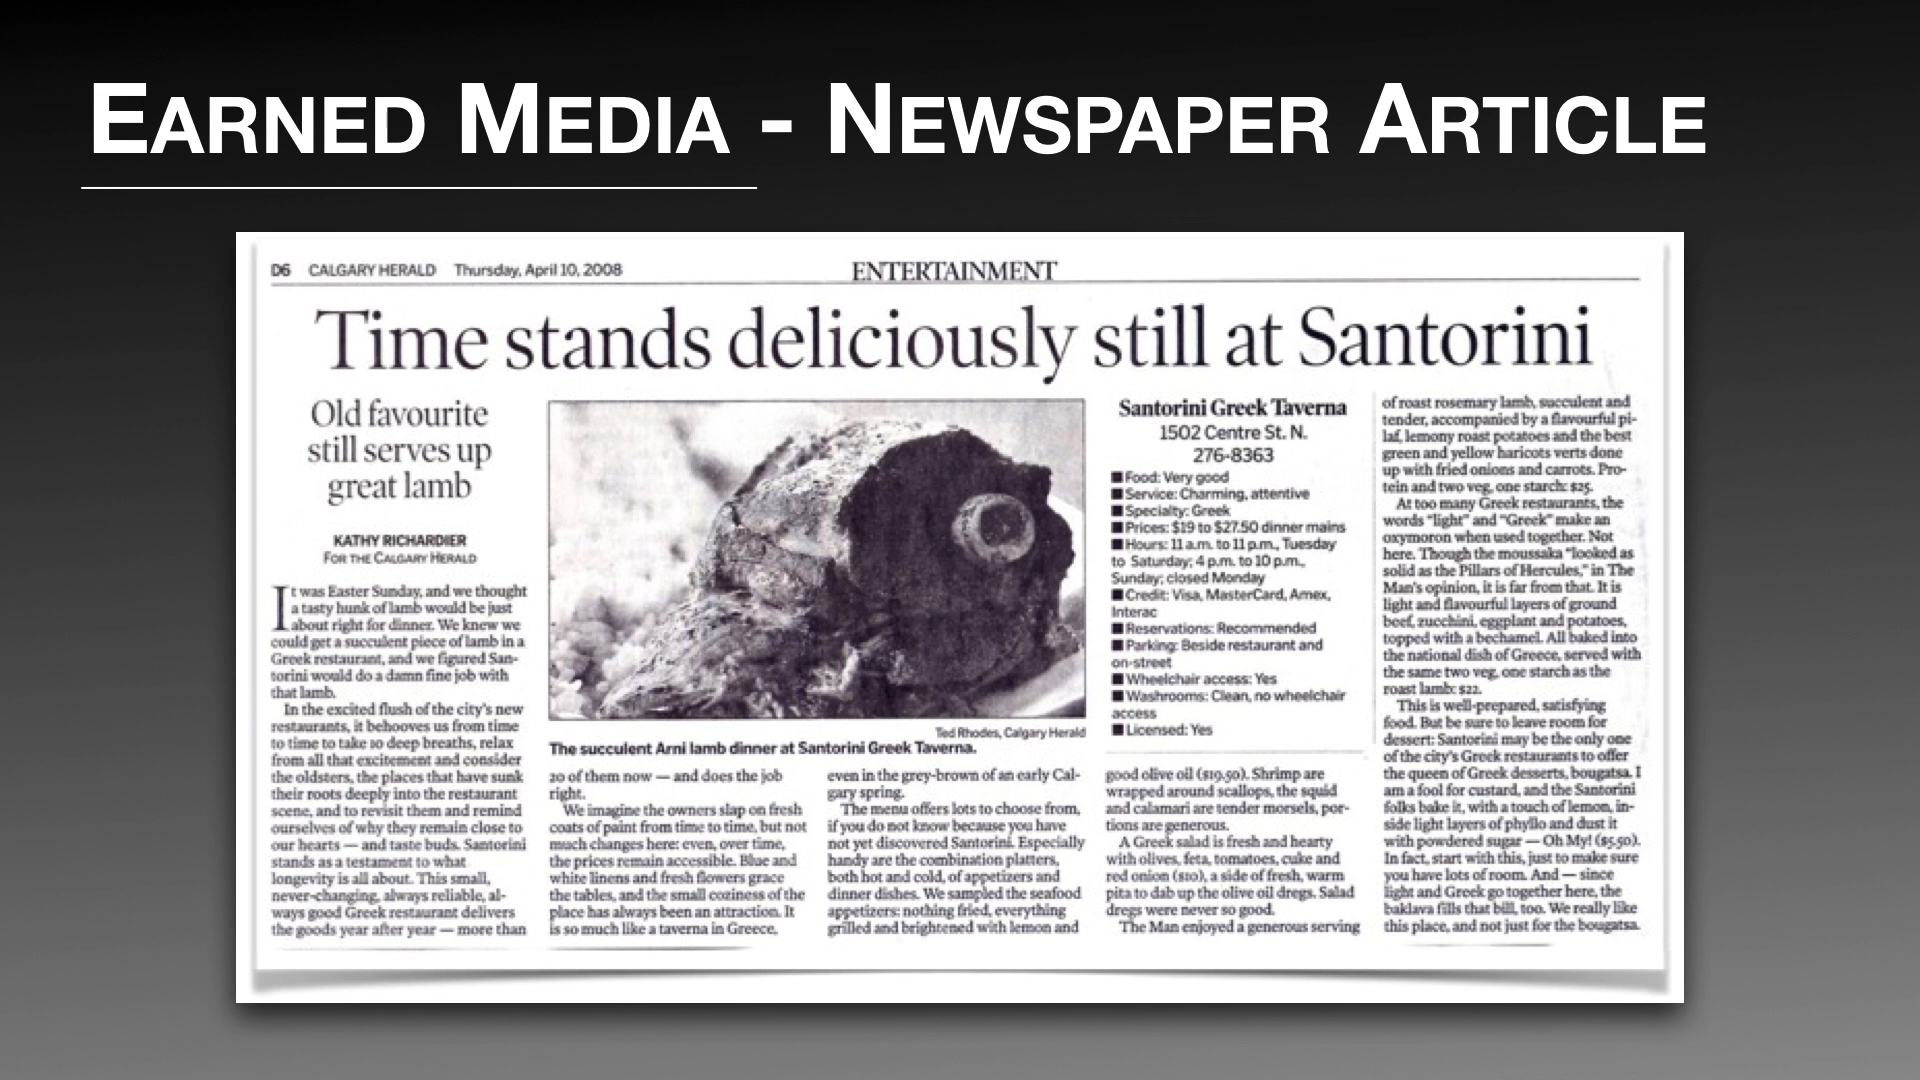 EARNED MEDIA - NEWSPAPER ARTICLE
D6 CALGARY HERALD Thursday, April 10, 2008
ENTERTAINMENT
Time stands deliciously still at Santorini
Old favourite
still serves up
great lamb
KATHY RICHARDIER
FOR THE CALGARY HERALD
It was Easter Sunday, and we thought
a tasty hunk of lamb would be just
about right for dinner. We knew we
could get a succulent piece of lamb in a
Greek restaurant, and we figured San-
torini would do a damn fine job with
that lamb.
In the excited flush of the city's new
restaurants, it behooves us from time
to time to take 10 deep breaths, relax
from all that excitement and consider
the oldsters, the places that have sunk
their roots deeply into the restaurant
scene, and to revisit them and remind
ourselves of why they remain close to
our hearts — and taste buds. Santorini
stands as a testament to what
longevity is all about. This small,
never-changing, always reliable, al-
ways good Greek restaurant delivers
the goods year after year — more than
Ted Rhodes, Calgary Herald
The succulent Arni lamb dinner at Santorini Greek Taverna.
20 of them now — and does the job
right.
We imagine the owners slap on fresh
coats of paint from time to time, but not
much changes here: even, over time,
the prices remain accessible. Blue and
white linens and fresh flowers grace
the tables, and the small coziness of the
place has always been an attraction. It
is so much like a taverna in Greece,
even in the grey-brown of an early Cal-
gary spring.
The menu offers lots to choose from,
if you do not know because you have
not yet discovered Santorini. Especially
handy are the combination platters,
both hot and cold, of appetizers and
dinner dishes. We sampled the seafood
appetizers: nothing fried, everything
grilled and brightened with lemon and
Santorini Greek Taverna
1502 Centre St. N.
276-8363
■ Food: Very good
■ Service: Charming, attentive
■ Specialty: Greek
■ Prices: $19 to $27.50 dinner mains
■ Hours: 11 a.m. to 11 p.m., Tuesday
to Saturday; 4 p.m. to 10 p.m.,
Sunday; closed Monday
■ Credit: Visa, MasterCard, Amex,
Interac
■ Reservations: Recommended
■ Parking: Beside restaurant and
on-street
■ Wheelchair access: Yes
■ Washrooms: Clean, no wheelchair
access
■ Licensed: Yes
good olive oil ($19.50). Shrimp are
wrapped around scallops, the squid
and calamari are tender morsels, por-
tions are generous.
A Greek salad is fresh and hearty
with olives, feta, tomatoes, cuke and
red onion ($10), a side of fresh, warm
pita to dab up the olive oil dregs. Salad
dregs were never so good.
The Man enjoyed a generous serving
of roast rosemary lamb, succulent and
tender, accompanied by a flavourful pi-
laf, lemony roast potatoes and the best
green and yellow haricots verts done
up with fried onions and carrots. Pro-
tein and two veg, one starch: $25.
At too many Greek restaurants, the
words "light" and "Greek" make an
oxymoron when used together. Not
here. Though the moussaka "looked as
solid as the Pillars of Hercules," in The
Man's opinion, it is far from that. It is
light and flavourful layers of ground
beef, zucchini, eggplant and potatoes,
topped with a bechamel. All baked into
the national dish of Greece, served with
the same two veg, one starch as the
roast lamb: $22.
This is well-prepared, satisfying
food. But be sure to leave room for
dessert: Santorini may be the only one
of the city's Greek restaurants to offer
the queen of Greek desserts, bougatsa. I
am a fool for custard, and the Santorini
folks bake it, with a touch of lemon, in-
side light layers of phyllo and dust it
with powdered sugar — Oh My! ($5.50).
In fact, start with this, just to make sure
you have lots of room. And — since
light and Greek go together here, the
baklava fills that bill, too. We really like
this place, and not just for the bougatsa.